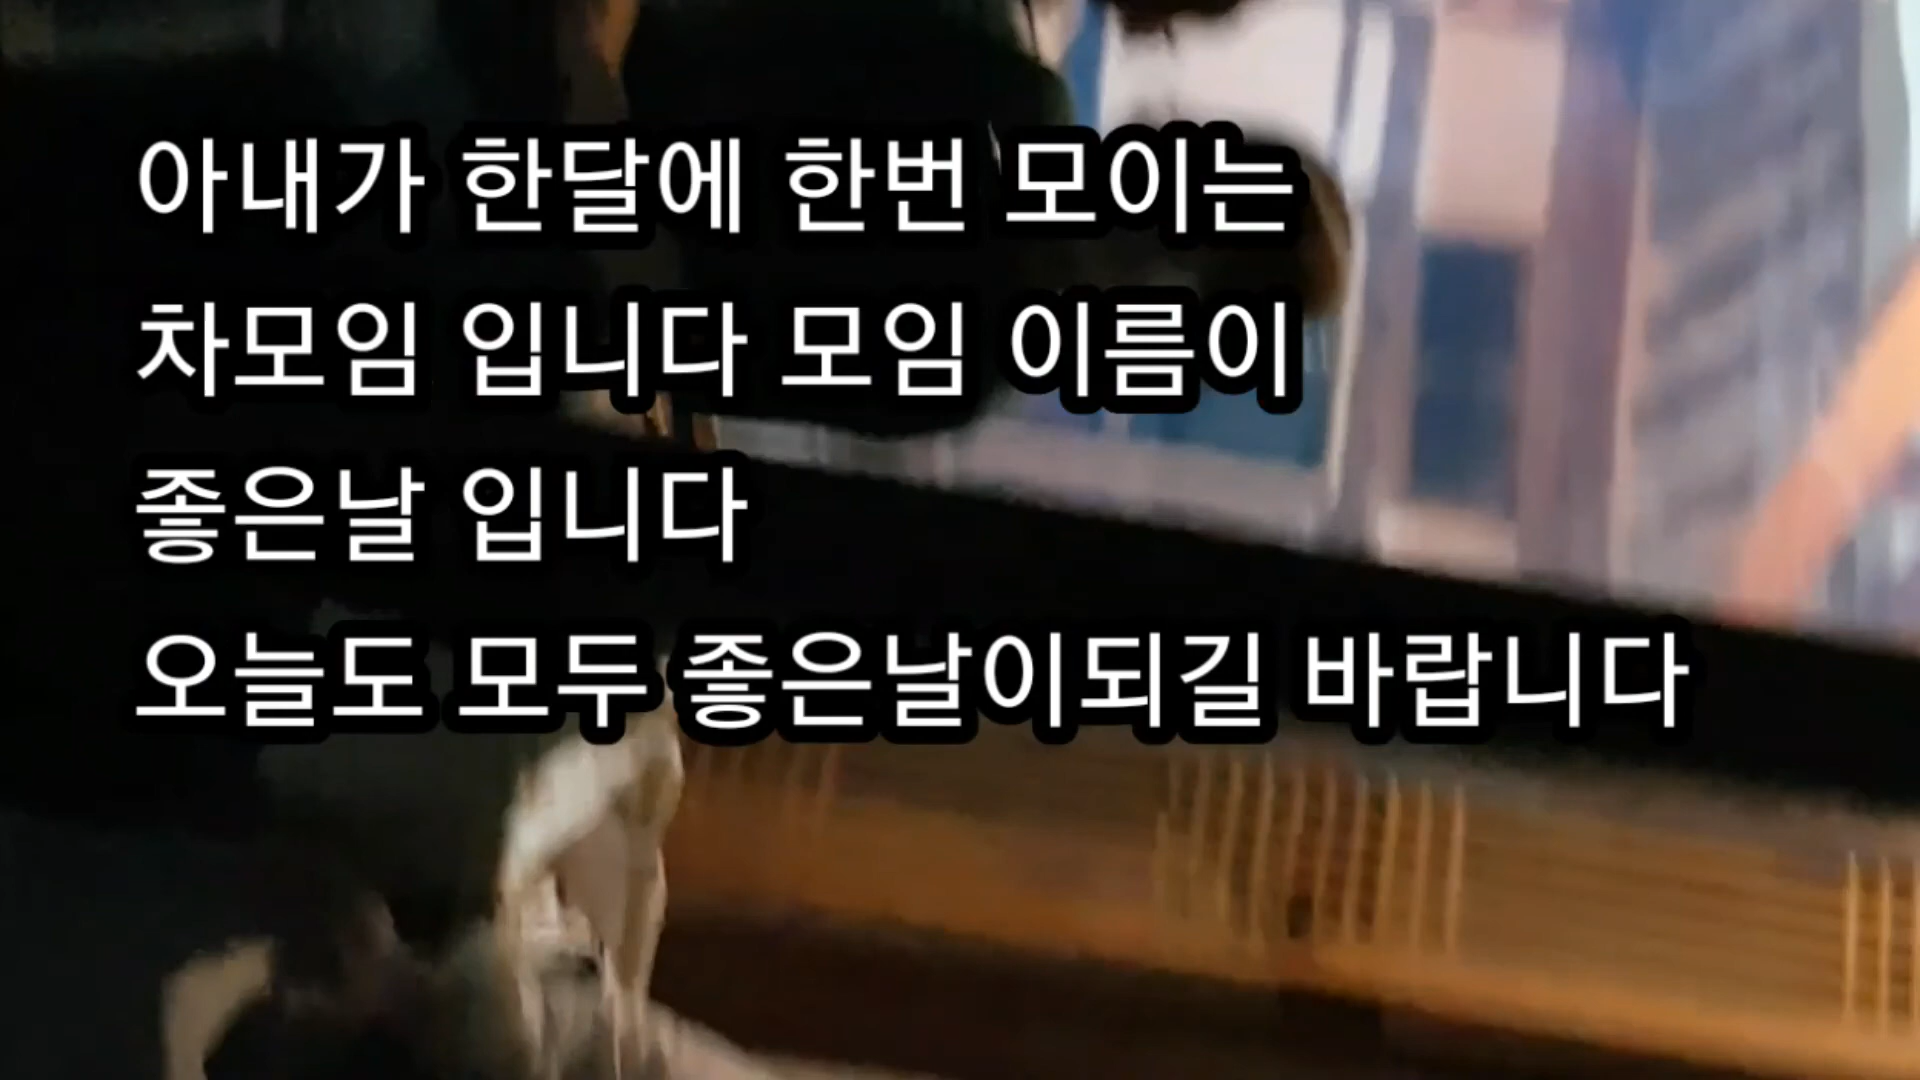 아내가 한달에 한번 모이는
차모임 입니다 모임 이름이
좋은날 입니다
오늘도 모두 좋은날이되길 바랍니다